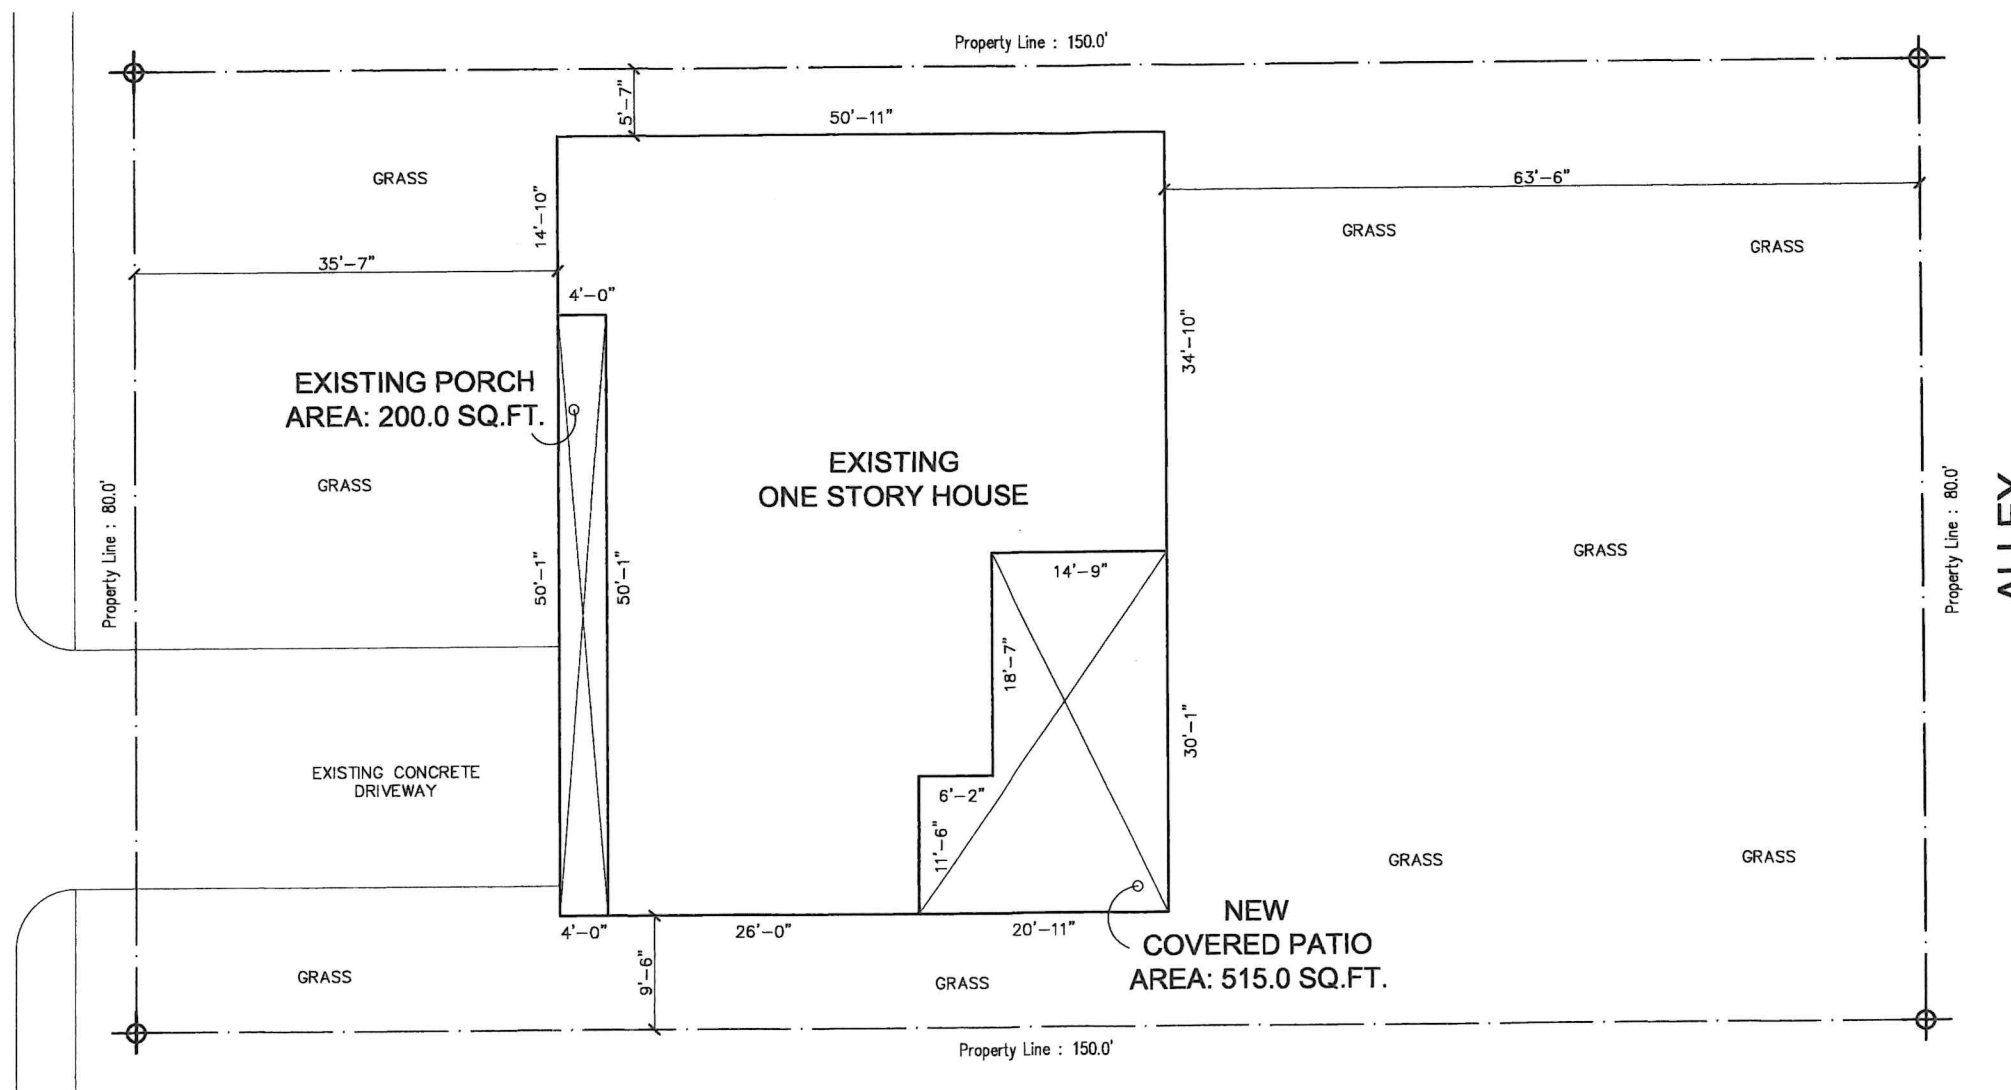 Property Line : 150.0'
5'-7"
50'-11"
GRASS
63'-6"
14'-10"
GRASS
GRASS
35'-7"
4'-0"
34'-10"
EXISTING PORCH
AREA: 200.0 SQ.FT.
EXISTING
ONE STORY HOUSE
GRASS
Property Line : 80.0'
Property Line : 80.0'
ALLEY
GRASS
50'-1"
50'-1"
14'-9"
18'-7"
30'-1"
EXISTING CONCRETE
DRIVEWAY
6'-2"
11'-6"
GRASS
GRASS
4'-0"
26'-0"
20'-11"
NEW
COVERED PATIO
AREA: 515.0 SQ.FT.
9'-6"
GRASS
GRASS
Property Line : 150.0'